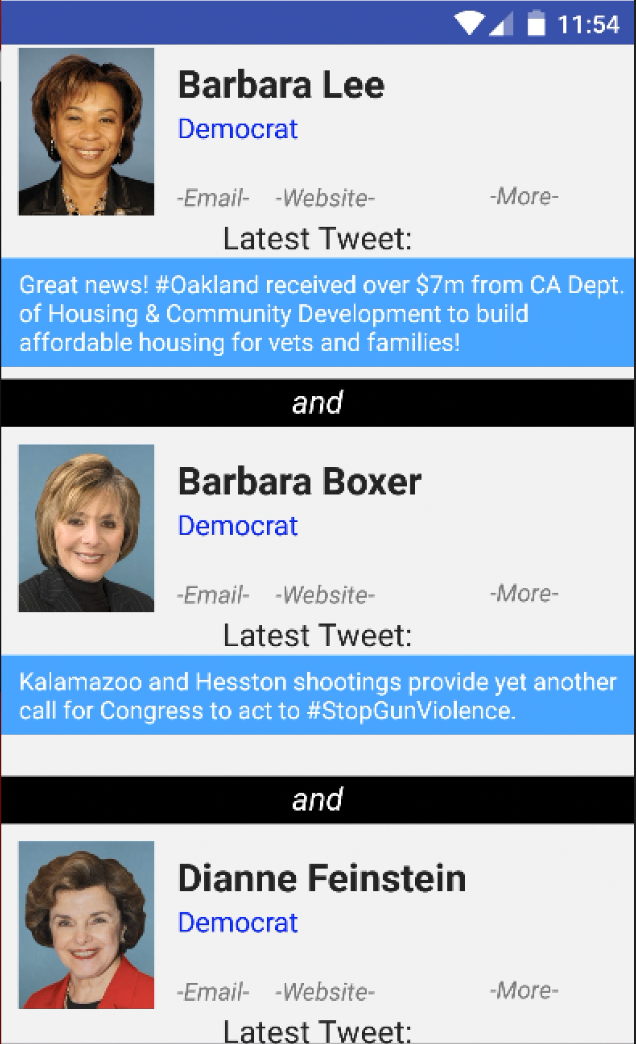 11:54
Barbara Lee
Democrat
-Email- -Website- -More-
Latest Tweet:
Great news! #Oakland received over $7m from CA Dept.
of Housing & Community Development to build
affordable housing for vets and families!
and
Barbara Boxer
Democrat
-Email- -Website- -More-
Latest Tweet:
Kalamazoo and Hesston shootings provide yet another
call for Congress to act to #StopGunViolence.
and
Dianne Feinstein
Democrat
-Email- -Website- -More-
Latest Tweet: